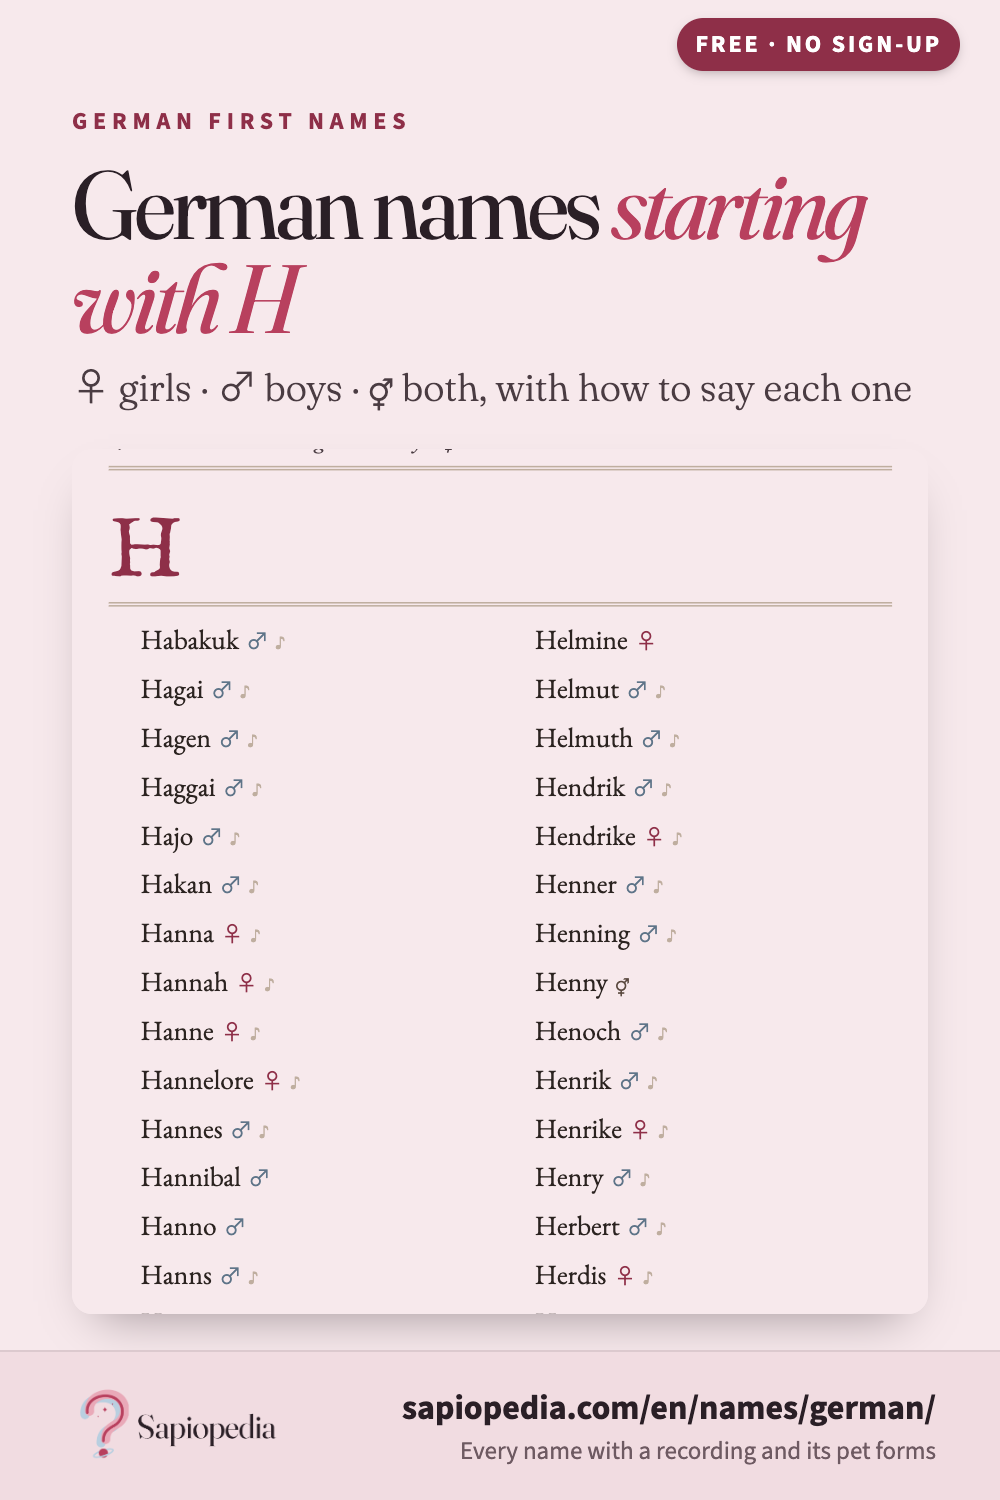 FREE · NO SIGN-UP
GERMAN FIRST NAMES
German names starting
with H
♀ girls · ♂ boys · ⚥ both, with how to say each one
H
Habakuk ♂ ♪
Hagai ♂ ♪
Hagen ♂ ♪
Haggai ♂ ♪
Hajo ♂ ♪
Hakan ♂ ♪
Hanna ♀ ♪
Hannah ♀ ♪
Hanne ♀ ♪
Hannelore ♀ ♪
Hannes ♂ ♪
Hannibal ♂
Hanno ♂
Hanns ♂ ♪
Helmine ♀
Helmut ♂ ♪
Helmuth ♂ ♪
Hendrik ♂ ♪
Hendrike ♀ ♪
Henner ♂ ♪
Henning ♂ ♪
Henny ⚥
Henoch ♂ ♪
Henrik ♂ ♪
Henrike ♀ ♪
Henry ♂ ♪
Herbert ♂ ♪
Herdis ♀ ♪
Sapiopedia
sapiopedia.com/en/names/german/
Every name with a recording and its pet forms